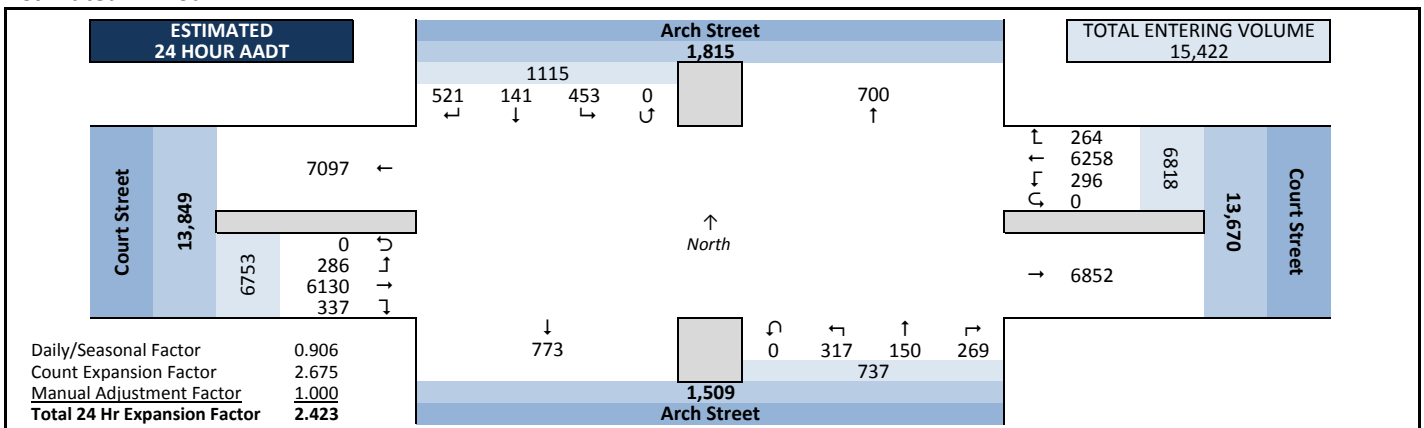 ESTIMATED
24 HOUR AADT
Arch Street
1,815
TOTAL ENTERING VOLUME
15,422
1115
521 141 453 0
↵ ↓ ↳ ↺
700
↑
Court Street
13,849
7097 ←
6753
0 ⮌
286 ↰
6130 →
337 ↴
↑
North
↑ 264
← 6258
↓ 296
⮎ 0
6818
13,670
Court Street
→ 6852
↓
773
↶ ↰ ↑ ↱
0 317 150 269
737
1,509
Arch Street
Daily/Seasonal Factor 0.906
Count Expansion Factor 2.675
Manual Adjustment Factor 1.000
Total 24 Hr Expansion Factor 2.423